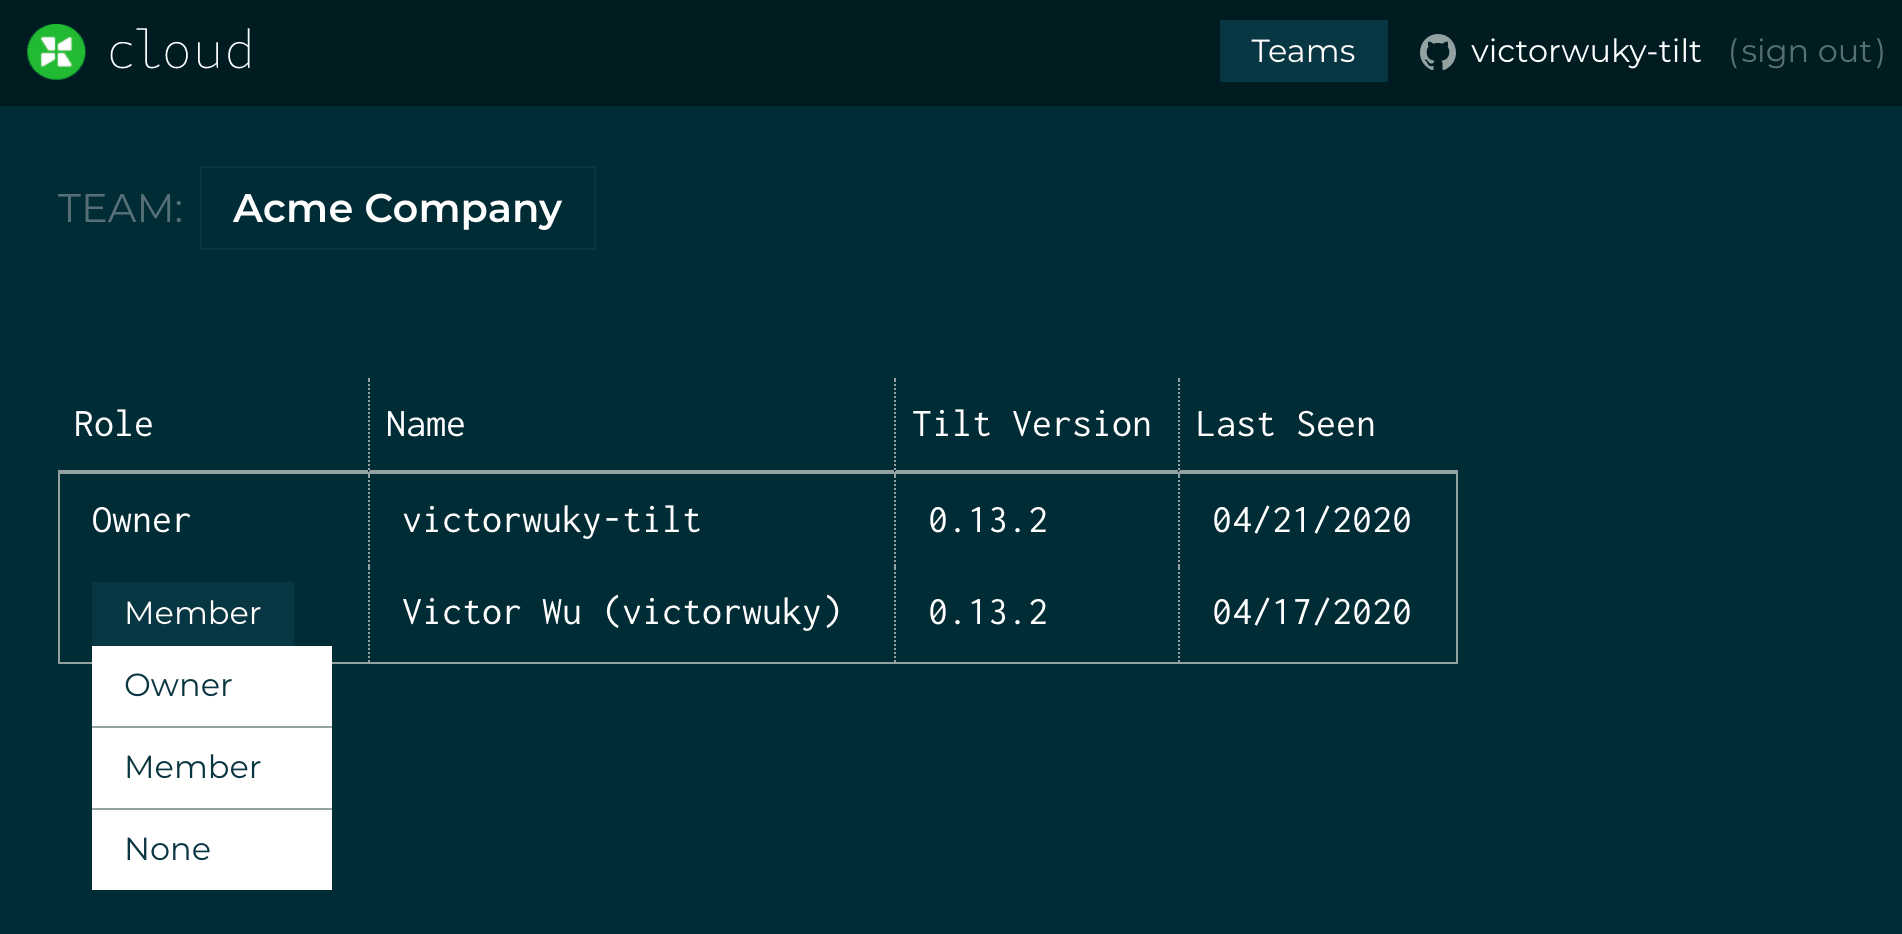 cloud Teams victorwuky-tilt (sign out)
TEAM: Acme Company
Role Name Tilt Version Last Seen
Owner victorwuky-tilt 0.13.2 04/21/2020
Member Victor Wu (victorwuky) 0.13.2 04/17/2020
Owner
Member
None